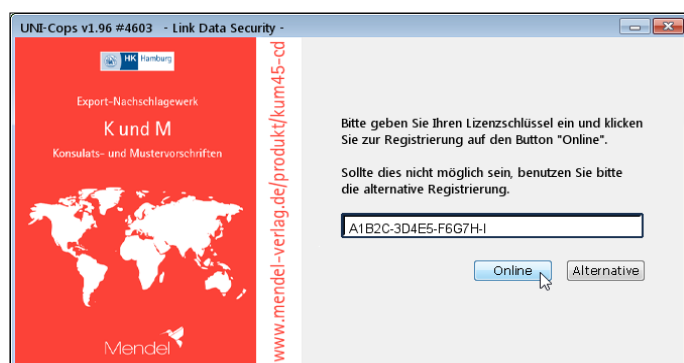 UNI-Cops v1.96 #4603 - Link Data Security -
HK Hamburg
Export-Nachschlagewerk
K und M
Konsulats- und Mustervorschriften
Mendel
www.mendel-verlag.de/produkt/kum45-cd
Bitte geben Sie Ihren Lizenzschlüssel ein und klicken
Sie zur Registrierung auf den Button "Online".
Sollte dies nicht möglich sein, benutzen Sie bitte
die alternative Registrierung.
A1B2C-3D4E5-F6G7H-I
Online
Alternative